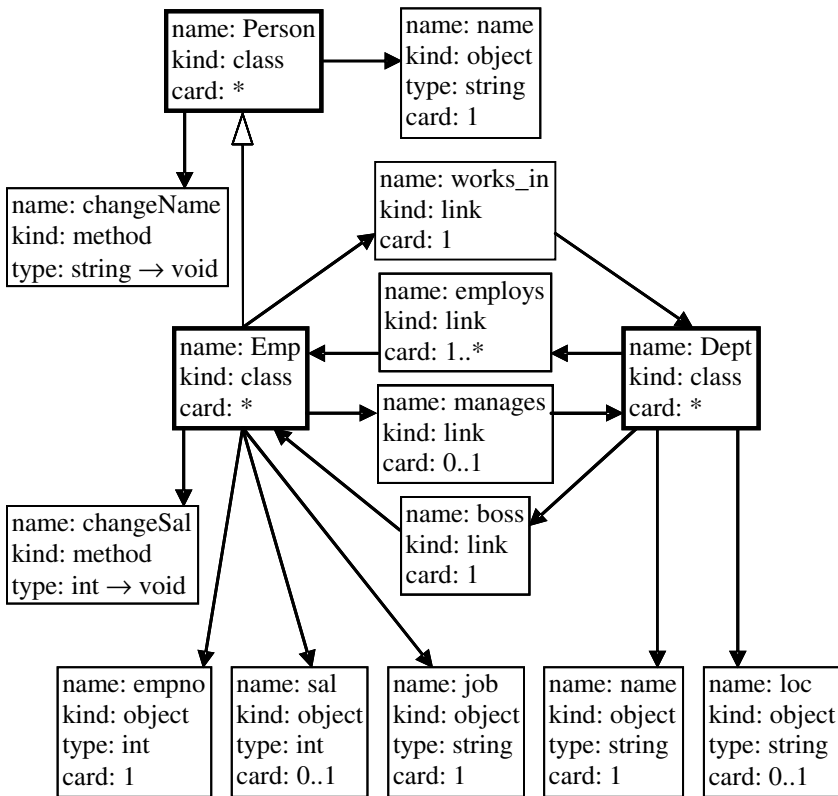 name: Person
kind: class
card: *
name: name
kind: object
type: string
card: 1
name: changeName
kind: method
type: string → void
name: works_in
kind: link
card: 1
name: employs
kind: link
card: 1..*
name: Emp
kind: class
card: *
name: Dept
kind: class
card: *
name: manages
kind: link
card: 0..1
name: changeSal
kind: method
type: int → void
name: boss
kind: link
card: 1
name: empno
kind: object
type: int
card: 1
name: sal
kind: object
type: int
card: 0..1
name: job
kind: object
type: string
card: 1
name: name
kind: object
type: string
card: 1
name: loc
kind: object
type: string
card: 0..1